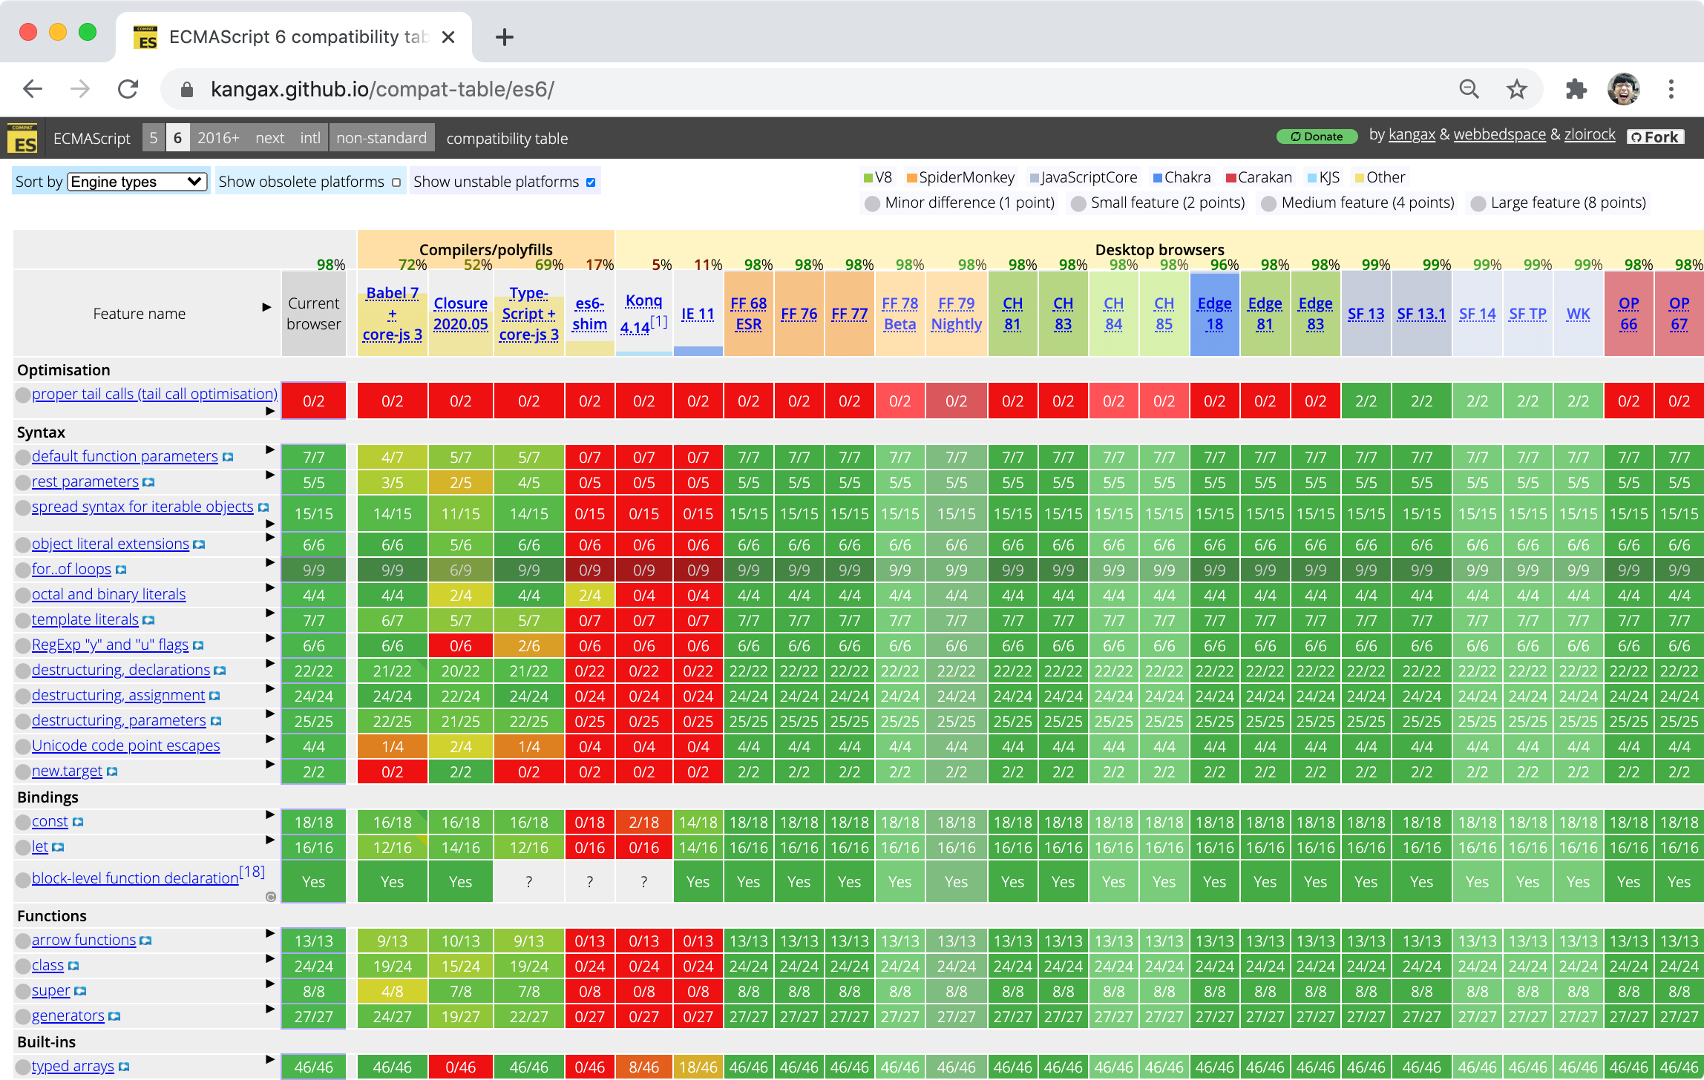 ECMAScript 6 compatibility tab
kangax.github.io/compat-table/es6/
COMPAT ES ECMAScript 5 6 2016+ next intl non-standard compatibility table Donate by kangax & webbedspace & zloirock Fork
Sort by Engine types Show obsolete platforms Show unstable platforms V8 SpiderMonkey JavaScriptCore Chakra Carakan KJS Other
Minor difference (1 point) Small feature (2 points) Medium feature (4 points) Large feature (8 points)
Compilers/polyfills Desktop browsers
98% 72% 52% 69% 17% 5% 11% 98% 98% 98% 98% 98% 98% 98% 98% 98% 96% 98% 98% 99% 99% 99% 99% 99% 98% 98%
Feature name Current browser Babel 7 + core-js 3 Closure 2020.05 Type-Script + core-js 3 es6-shim Konq 4.14[1] IE 11 FF 68 ESR FF 76 FF 77 FF 78 Beta FF 79 Nightly CH 81 CH 83 CH 84 CH 85 Edge 18 Edge 81 Edge 83 SF 13 SF 13.1 SF 14 SF TP WK OP 66 OP 67
Optimisation
proper tail calls (tail call optimisation) 0/2 0/2 0/2 0/2 0/2 0/2 0/2 0/2 0/2 0/2 0/2 0/2 0/2 0/2 0/2 0/2 0/2 0/2 0/2 2/2 2/2 2/2 2/2 2/2 0/2 0/2
Syntax
default function parameters 7/7 4/7 5/7 5/7 0/7 0/7 0/7 7/7 7/7 7/7 7/7 7/7 7/7 7/7 7/7 7/7 7/7 7/7 7/7 7/7 7/7 7/7 7/7 7/7 7/7 7/7
rest parameters 5/5 3/5 2/5 4/5 0/5 0/5 0/5 5/5 5/5 5/5 5/5 5/5 5/5 5/5 5/5 5/5 5/5 5/5 5/5 5/5 5/5 5/5 5/5 5/5 5/5 5/5
spread syntax for iterable objects 15/15 14/15 11/15 14/15 0/15 0/15 0/15 15/15 15/15 15/15 15/15 15/15 15/15 15/15 15/15 15/15 15/15 15/15 15/15 15/15 15/15 15/15 15/15 15/15 15/15 15/15
object literal extensions 6/6 6/6 5/6 6/6 0/6 0/6 0/6 6/6 6/6 6/6 6/6 6/6 6/6 6/6 6/6 6/6 6/6 6/6 6/6 6/6 6/6 6/6 6/6 6/6 6/6 6/6
for..of loops 9/9 9/9 6/9 9/9 0/9 0/9 0/9 9/9 9/9 9/9 9/9 9/9 9/9 9/9 9/9 9/9 9/9 9/9 9/9 9/9 9/9 9/9 9/9 9/9 9/9 9/9
octal and binary literals 4/4 4/4 2/4 4/4 2/4 0/4 0/4 4/4 4/4 4/4 4/4 4/4 4/4 4/4 4/4 4/4 4/4 4/4 4/4 4/4 4/4 4/4 4/4 4/4 4/4 4/4
template literals 7/7 6/7 5/7 5/7 0/7 0/7 0/7 7/7 7/7 7/7 7/7 7/7 7/7 7/7 7/7 7/7 7/7 7/7 7/7 7/7 7/7 7/7 7/7 7/7 7/7 7/7
RegExp "y" and "u" flags 6/6 6/6 0/6 2/6 0/6 0/6 0/6 6/6 6/6 6/6 6/6 6/6 6/6 6/6 6/6 6/6 6/6 6/6 6/6 6/6 6/6 6/6 6/6 6/6 6/6 6/6
destructuring, declarations 22/22 21/22 20/22 21/22 0/22 0/22 0/22 22/22 22/22 22/22 22/22 22/22 22/22 22/22 22/22 22/22 22/22 22/22 22/22 22/22 22/22 22/22 22/22 22/22 22/22 22/22
destructuring, assignment 24/24 24/24 22/24 24/24 0/24 0/24 0/24 24/24 24/24 24/24 24/24 24/24 24/24 24/24 24/24 24/24 24/24 24/24 24/24 24/24 24/24 24/24 24/24 24/24 24/24 24/24
destructuring, parameters 25/25 22/25 21/25 22/25 0/25 0/25 0/25 25/25 25/25 25/25 25/25 25/25 25/25 25/25 25/25 25/25 25/25 25/25 25/25 25/25 25/25 25/25 25/25 25/25 25/25 25/25
Unicode code point escapes 4/4 1/4 2/4 1/4 0/4 0/4 0/4 4/4 4/4 4/4 4/4 4/4 4/4 4/4 4/4 4/4 4/4 4/4 4/4 4/4 4/4 4/4 4/4 4/4 4/4 4/4
new.target 2/2 0/2 2/2 0/2 0/2 0/2 0/2 2/2 2/2 2/2 2/2 2/2 2/2 2/2 2/2 2/2 2/2 2/2 2/2 2/2 2/2 2/2 2/2 2/2 2/2 2/2
Bindings
const 18/18 16/18 16/18 16/18 0/18 2/18 14/18 18/18 18/18 18/18 18/18 18/18 18/18 18/18 18/18 18/18 18/18 18/18 18/18 18/18 18/18 18/18 18/18 18/18 18/18 18/18
let 16/16 12/16 14/16 12/16 0/16 0/16 14/16 16/16 16/16 16/16 16/16 16/16 16/16 16/16 16/16 16/16 16/16 16/16 16/16 16/16 16/16 16/16 16/16 16/16 16/16 16/16
block-level function declaration[18] Yes Yes Yes ? ? ? Yes Yes Yes Yes Yes Yes Yes Yes Yes Yes Yes Yes Yes Yes Yes Yes Yes Yes Yes Yes
Functions
arrow functions 13/13 9/13 10/13 9/13 0/13 0/13 0/13 13/13 13/13 13/13 13/13 13/13 13/13 13/13 13/13 13/13 13/13 13/13 13/13 13/13 13/13 13/13 13/13 13/13 13/13 13/13
class 24/24 19/24 15/24 19/24 0/24 0/24 0/24 24/24 24/24 24/24 24/24 24/24 24/24 24/24 24/24 24/24 24/24 24/24 24/24 24/24 24/24 24/24 24/24 24/24 24/24 24/24
super 8/8 4/8 7/8 7/8 0/8 0/8 0/8 8/8 8/8 8/8 8/8 8/8 8/8 8/8 8/8 8/8 8/8 8/8 8/8 8/8 8/8 8/8 8/8 8/8 8/8 8/8
generators 27/27 24/27 19/27 22/27 0/27 0/27 0/27 27/27 27/27 27/27 27/27 27/27 27/27 27/27 27/27 27/27 27/27 27/27 27/27 27/27 27/27 27/27 27/27 27/27 27/27 27/27
Built-ins
typed arrays 46/46 46/46 0/46 46/46 0/46 8/46 18/46 46/46 46/46 46/46 46/46 46/46 46/46 46/46 46/46 46/46 46/46 46/46 46/46 46/46 46/46 46/46 46/46 46/46 46/46 46/46